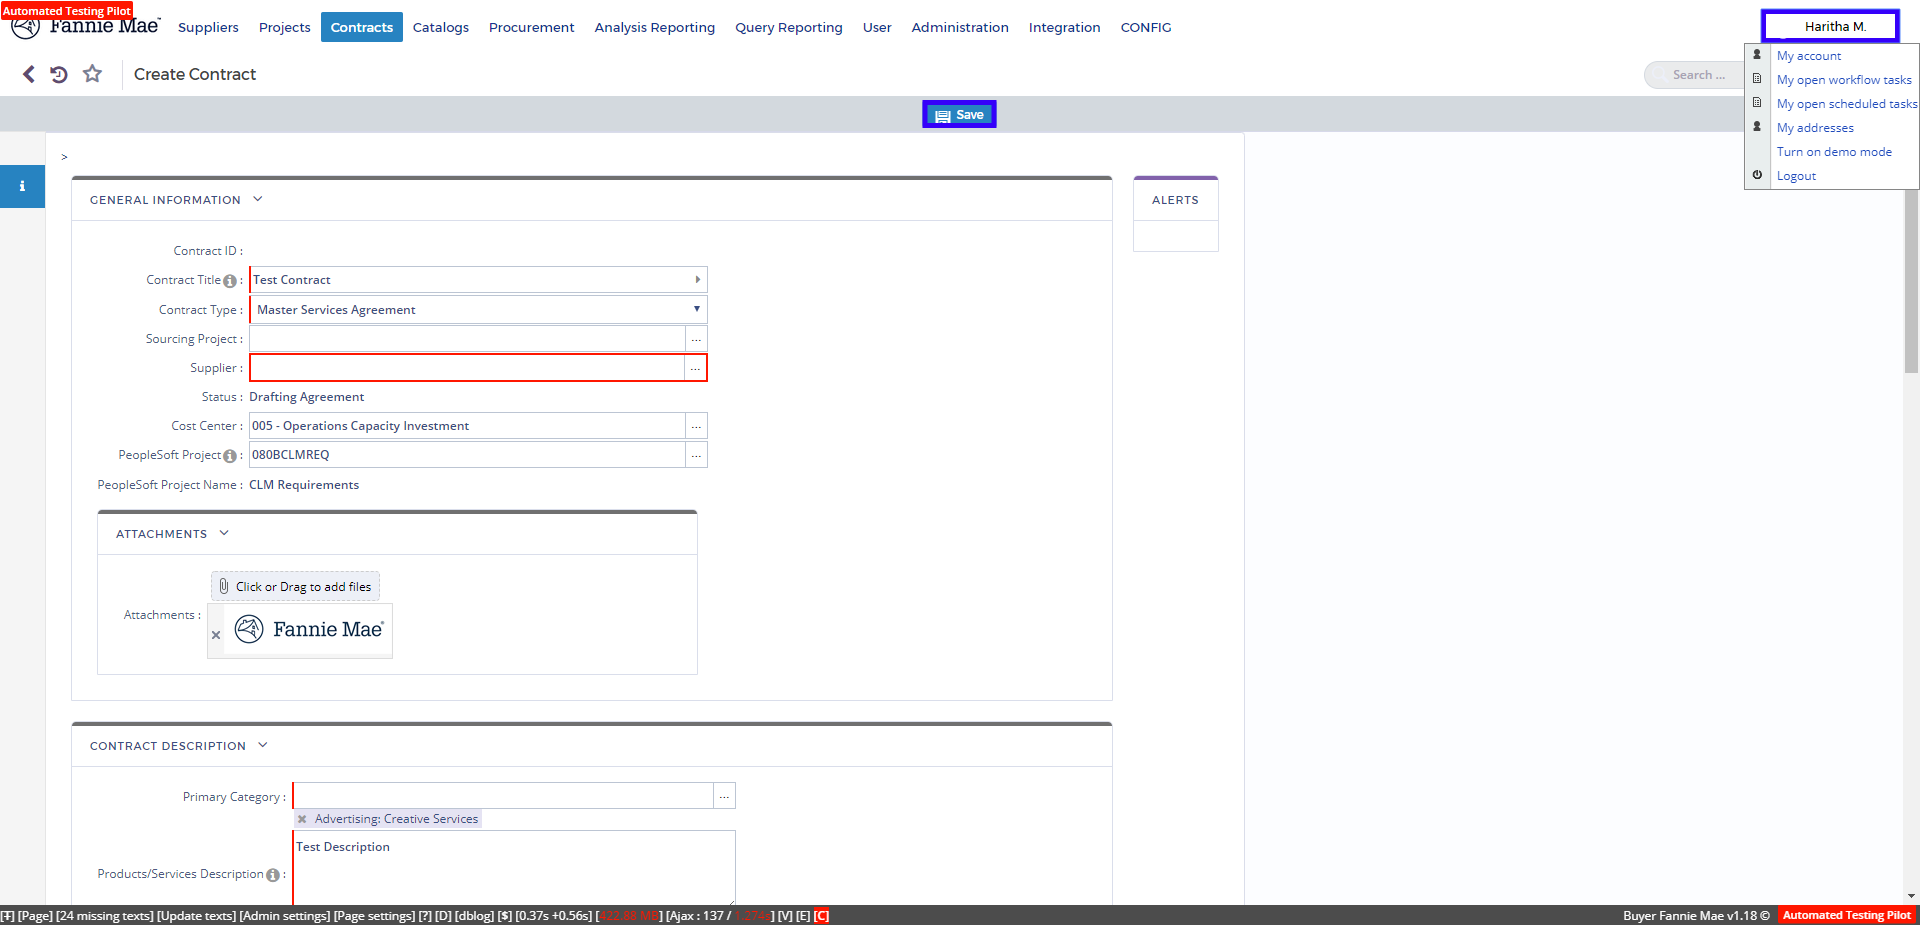 Automated Testing Pilot
Fannie Mae™ Suppliers Projects Contracts Catalogs Procurement Analysis Reporting Query Reporting User Administration Integration CONFIG Haritha M.
Create Contract
Search ...
My account
My open workflow tasks
My open scheduled tasks
My addresses
Turn on demo mode
Logout
Save
>
GENERAL INFORMATION
ALERTS
Contract ID :
Contract Title : Test Contract
Contract Type : Master Services Agreement
Sourcing Project : ...
Supplier : ...
Status : Drafting Agreement
Cost Center : 005 - Operations Capacity Investment ...
PeopleSoft Project : 080BCLMREQ ...
PeopleSoft Project Name : CLM Requirements
ATTACHMENTS
Click or Drag to add files
Attachments :
Fannie Mae®
CONTRACT DESCRIPTION
Primary Category : ...
Advertising: Creative Services
Test Description
Products/Services Description :
[T] [Page] [24 missing texts] [Update texts] [Admin settings] [Page settings] [?] [D] [dblog] [$] [0.37s +0.56s] [422.88 MB] [Ajax : 137 / 1.274s] [V] [E] [C]
Buyer Fannie Mae v1.18 © Automated Testing Pilot